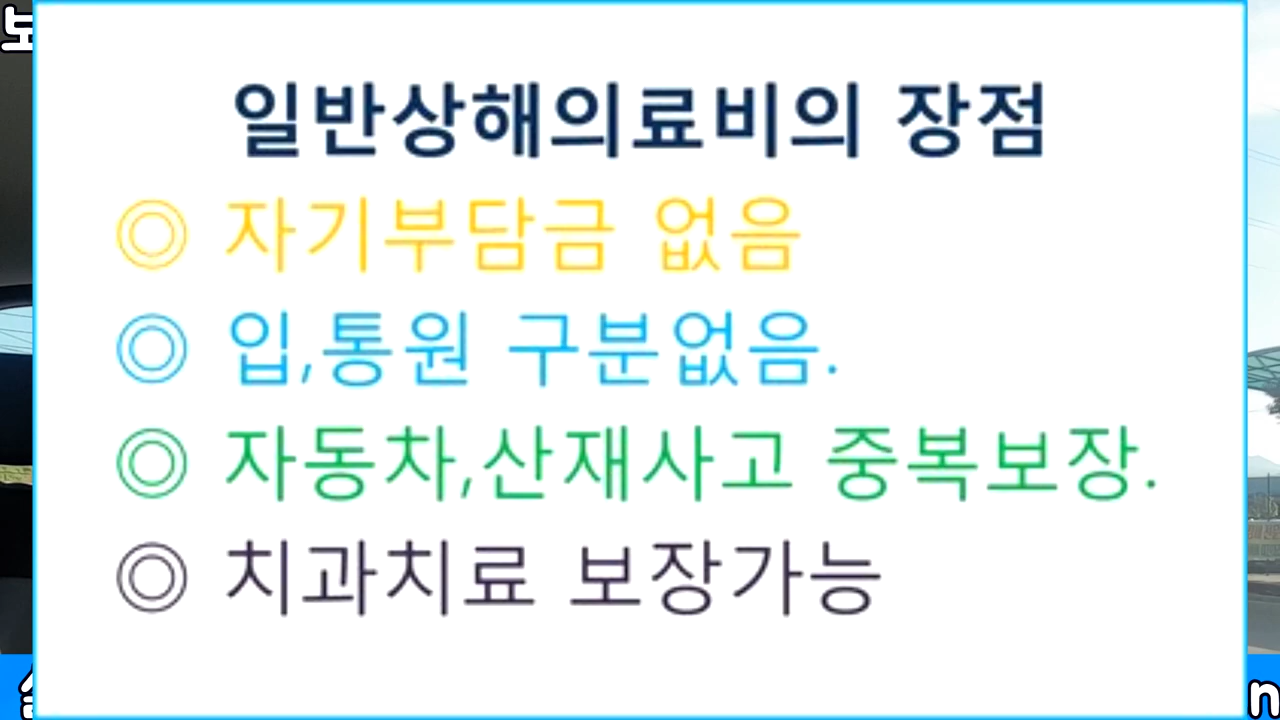 일반상해의료비의 장점
◎ 자기부담금 없음
◎ 입,통원 구분없음.
◎ 자동차,산재사고 중복보장.
◎ 치과치료 보장가능